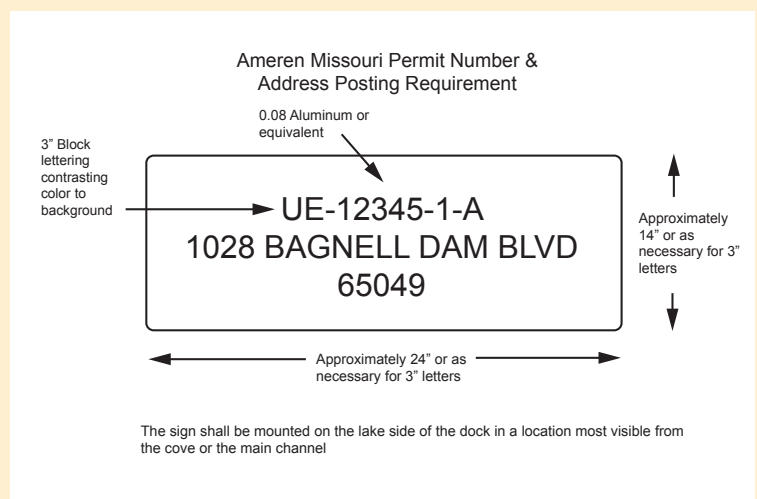 Ameren Missouri Permit Number &
Address Posting Requirement
0.08 Aluminum or
equivalent
3” Block
lettering
contrasting
color to
background
UE-12345-1-A
1028 BAGNELL DAM BLVD
65049
Approximately
14” or as
necessary for 3”
letters
Approximately 24” or as
necessary for 3” letters
The sign shall be mounted on the lake side of the dock in a location most visible from
the cove or the main channel